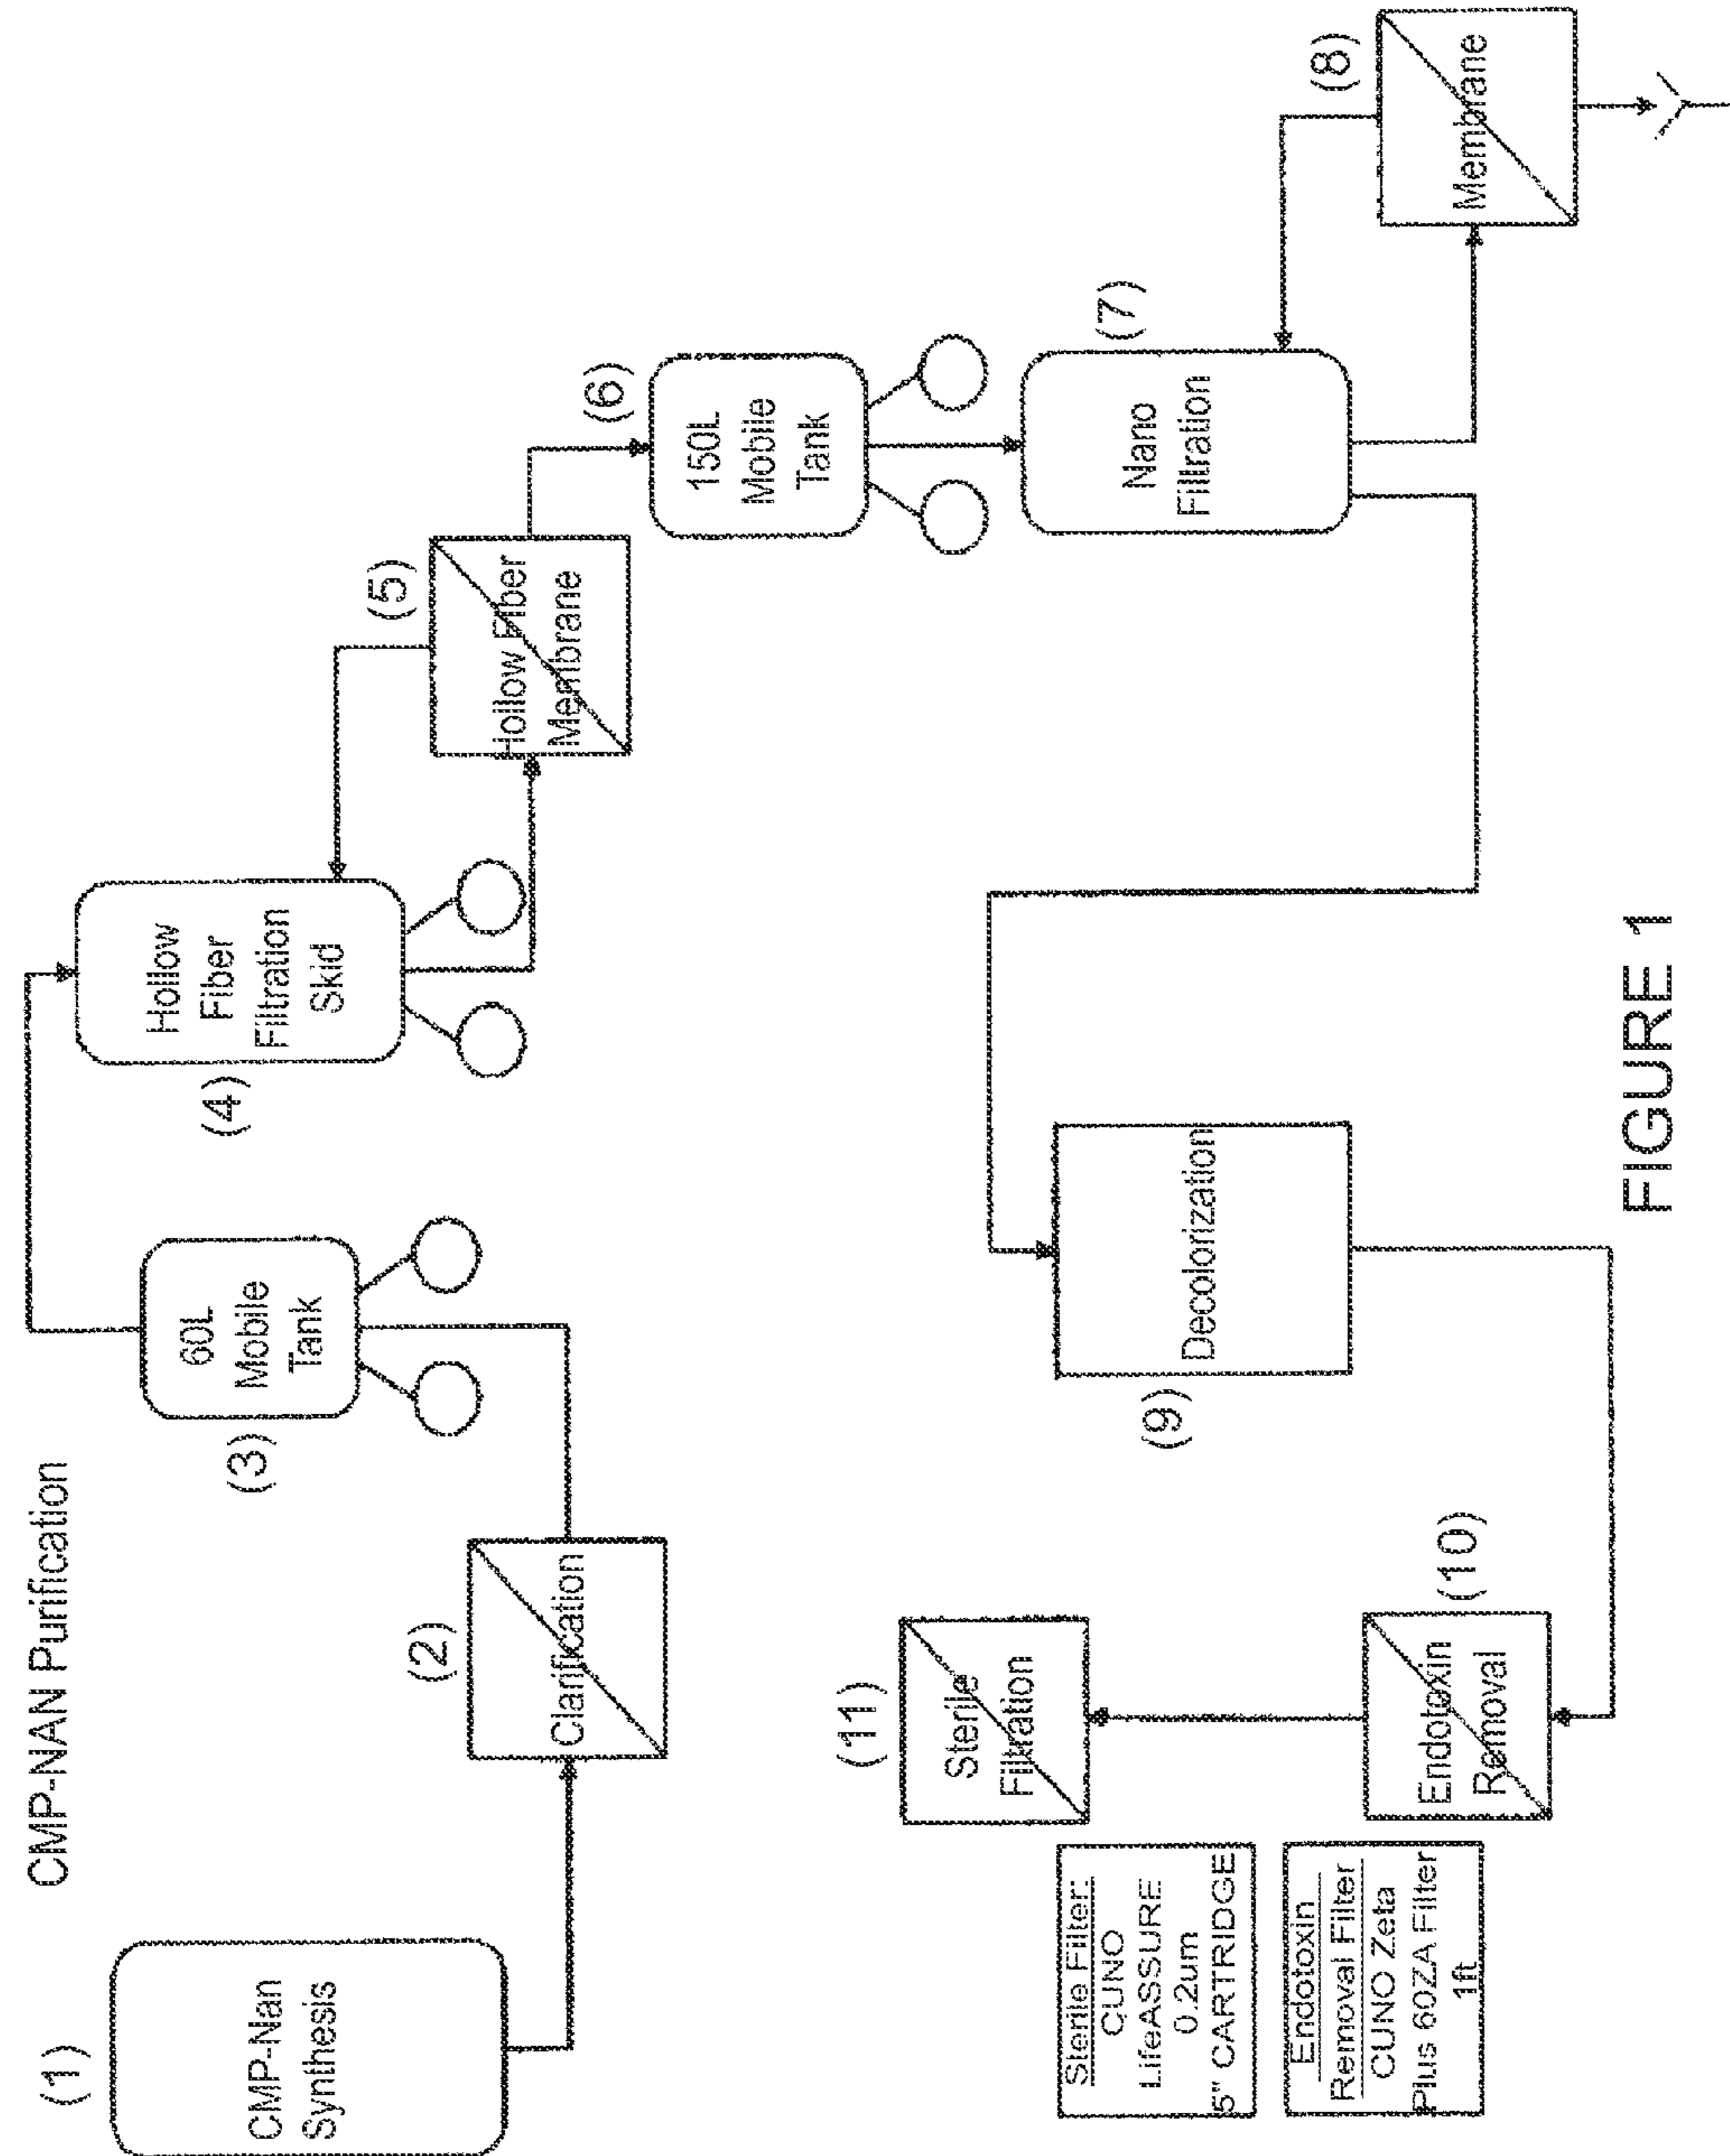 CMP-NAN Purification
(1)
CMP-Nan
Synthesis
(2)
Clarification
(3)
60L
Mobile
Tank
(4)
Hollow
Fiber
Filtration
Skid
(5)
Hollow Fiber
Membrane
(6)
150L
Mobile
Tank
(7)
Nano
Filtration
(8)
Membrane
(9)
Decolorization
(10)
Endotoxin
Removal
(11)
Sterile
Filtration
Sterile Filter:
CUNO
LifeASSURE
0.2um
5" CARTRIDGE
Endotoxin
Removal Filter
CUNO Zeta
Plus 60ZA Filter
1ft
FIGURE 1